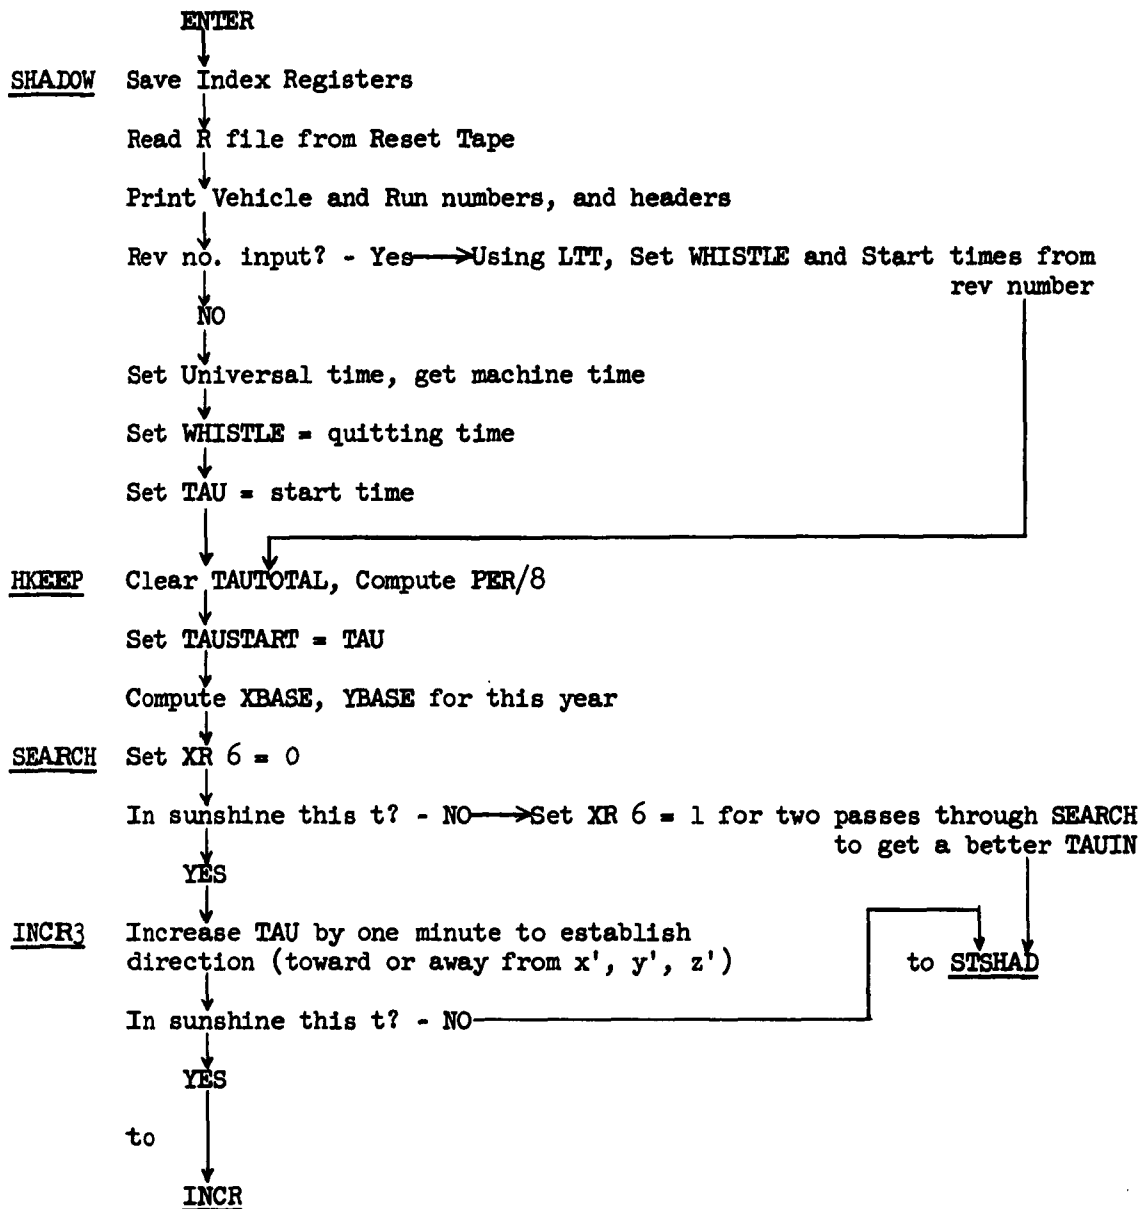 ENTER
SHADOW Save Index Registers
Read R file from Reset Tape
Print Vehicle and Run numbers, and headers
Rev no. input? - Yes Using LTT, Set WHISTLE and Start times from
rev number
NO
Set Universal time, get machine time
Set WHISTLE = quitting time
Set TAU = start time
HKEEP Clear TAUTOTAL, Compute PER/8
Set TAUSTART = TAU
Compute XBASE, YBASE for this year
SEARCH Set XR 6 = 0
In sunshine this t? - NO Set XR 6 = 1 for two passes through SEARCH
to get a better TAUIN
YES
INCR3 Increase TAU by one minute to establish
direction (toward or away from x', y', z') to STSHAD
In sunshine this t? - NO
YES
to
INCR